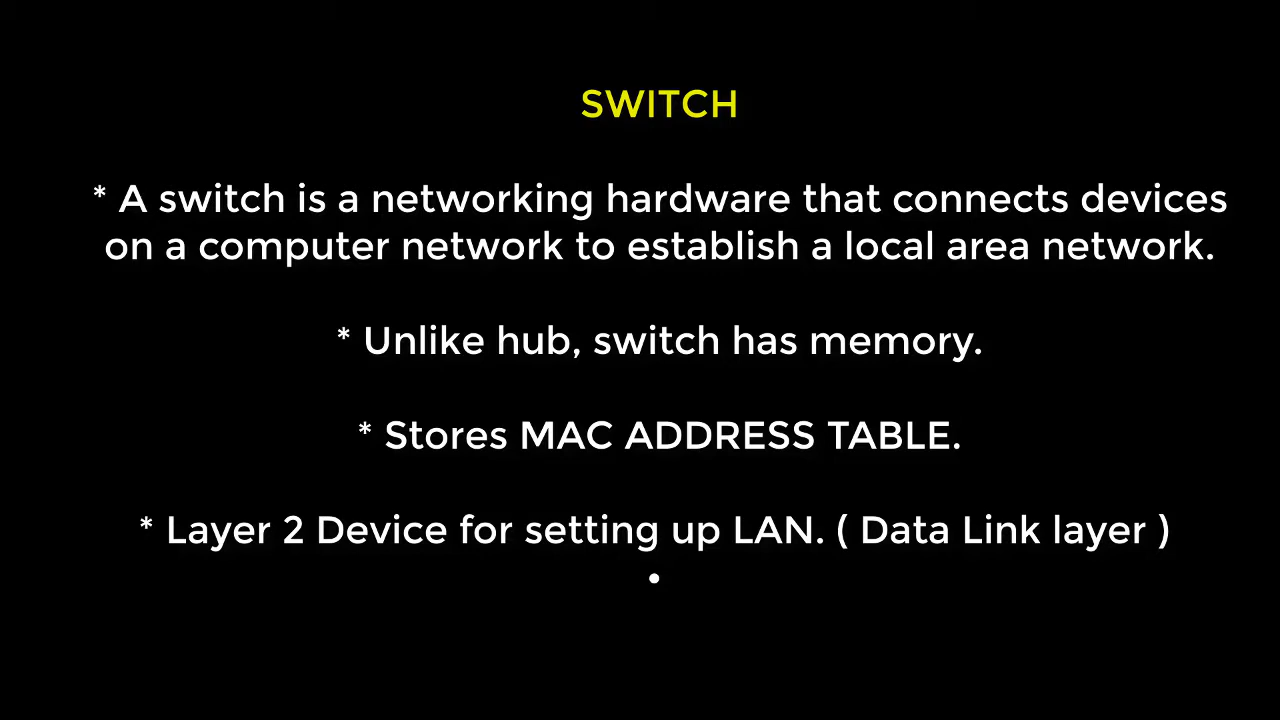 SWITCH
* A switch is a networking hardware that connects devices
on a computer network to establish a local area network.
* Unlike hub, switch has memory.
* Stores MAC ADDRESS TABLE.
* Layer 2 Device for setting up LAN. ( Data Link layer )
•